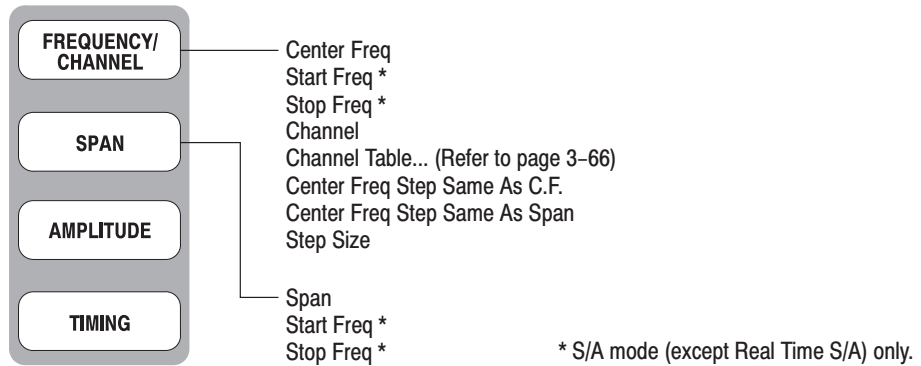 FREQUENCY/
CHANNEL
SPAN
AMPLITUDE
TIMING
Center Freq
Start Freq *
Stop Freq *
Channel
Channel Table... (Refer to page 3–66)
Center Freq Step Same As C.F.
Center Freq Step Same As Span
Step Size
Span
Start Freq *
Stop Freq *
* S/A mode (except Real Time S/A) only.